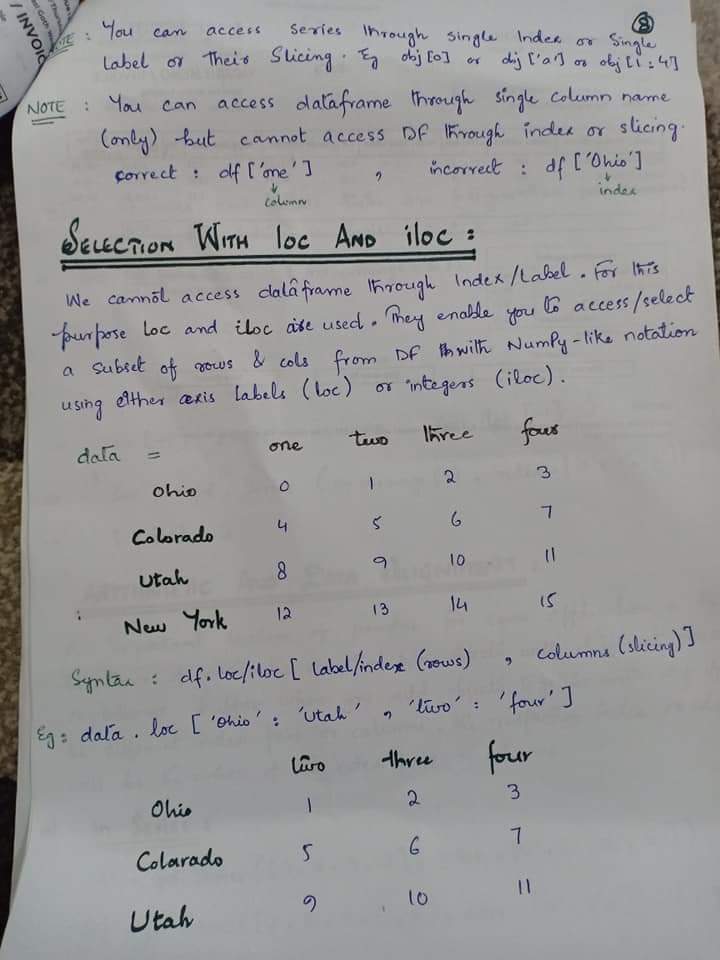 / INVOIC
8
NOTE : You can access series through single Index or Single
Label or Their Slicing. Eg obj[0] or obj['a'] or obj[1:4]
NOTE : You can access dataframe through single column name
(only) but cannot access DF through index or slicing.
correct : df['one'] , incorrect : df['Ohio']
column index
SELECTION WITH loc AND iloc :
We cannot access dataframe through Index/Label. For this
purpose loc and iloc are used. They enable you to access/select
a subset of rows & cols from DF with NumPy-like notation
using either axis labels (loc) or integers (iloc).
data = one two three four
Ohio 0 1 2 3
Colorado 4 5 6 7
Utah 8 9 10 11
New York 12 13 14 15
Syntax : df.loc/iloc [ label/index (rows) , columns (slicing)]
Eg: data.loc ['Ohio' : 'Utah' , 'two' : 'four']
two three four
Ohio 1 2 3
Colarado 5 6 7
Utah 9 10 11